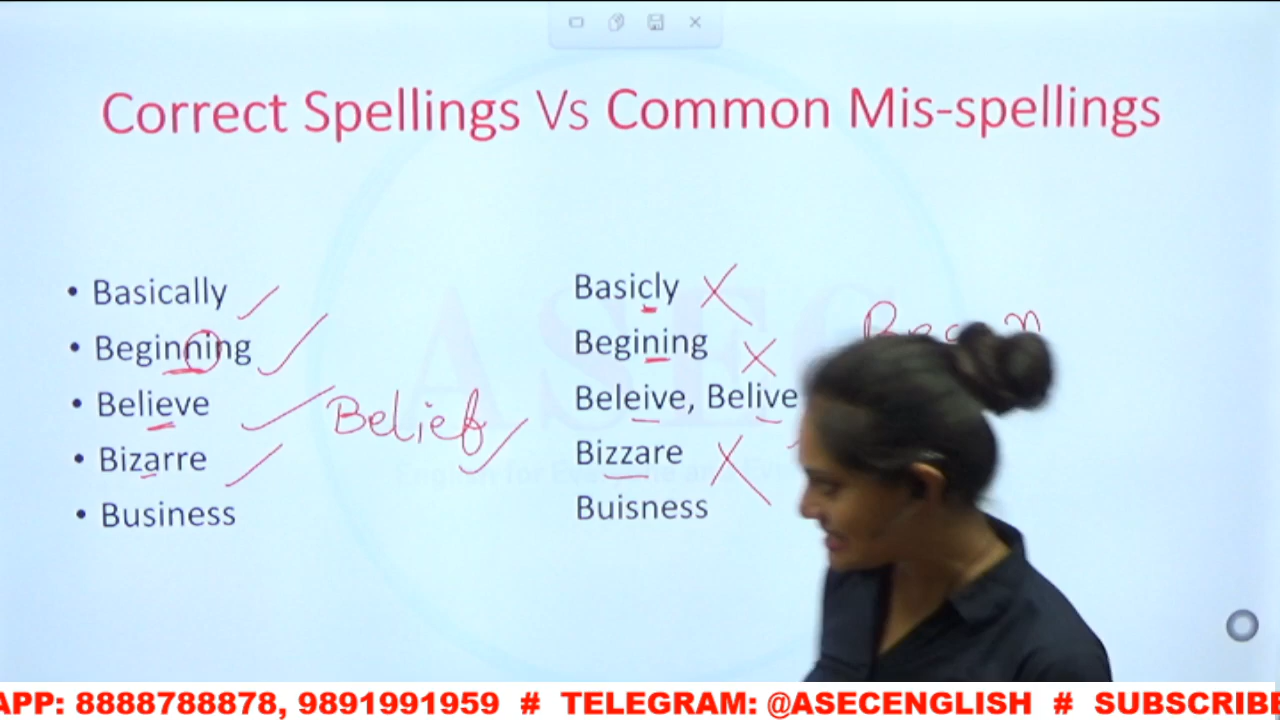 Correct Spellings Vs Common Mis-spellings
• Basically
• Beginning
• Believe
Belief
• Bizarre
• Business
Basicly
Begining
Beleive, Belive
Bizzare
Buisness
APP: 8888788878, 9891991959 # TELEGRAM: @ASECENGLISH # SUBSCRIBE